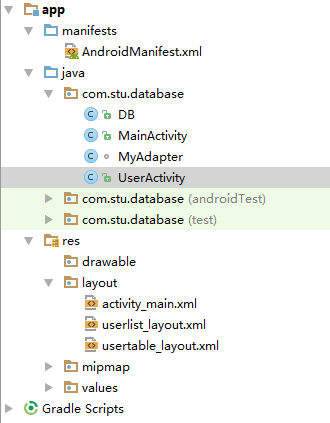 app
manifests
AndroidManifest.xml
java
com.stu.database
DB
MainActivity
MyAdapter
UserActivity
com.stu.database (androidTest)
com.stu.database (test)
res
drawable
layout
activity_main.xml
userlist_layout.xml
usertable_layout.xml
mipmap
values
Gradle Scripts